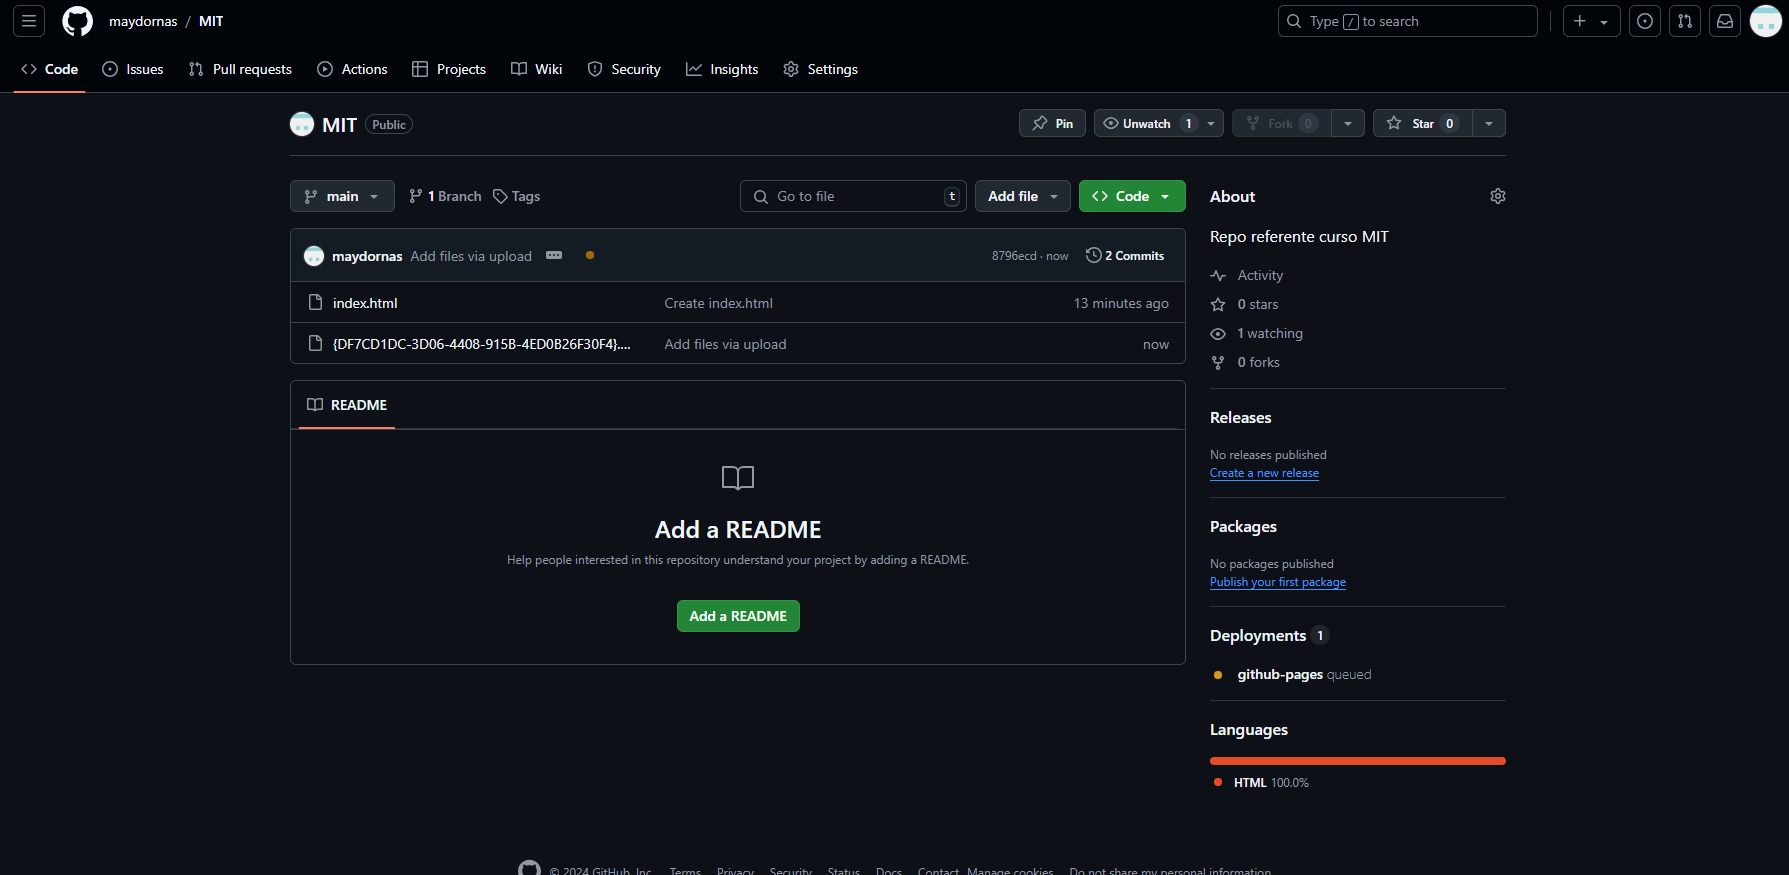 maydornas / MIT
Type / to search
Code Issues Pull requests Actions Projects Wiki Security Insights Settings
MIT Public
Pin Unwatch 1 Fork 0 Star 0
main 1 Branch Tags Go to file t Add file Code
maydornas Add files via upload 8796ecd · now 2 Commits
index.html Create index.html 13 minutes ago
{DF7CD1DC-3D06-4408-915B-4ED0B26F30F4}.... Add files via upload now
README
Add a README
Help people interested in this repository understand your project by adding a README.
Add a README
About
Repo referente curso MIT
Activity
0 stars
1 watching
0 forks
Releases
No releases published
Create a new release
Packages
No packages published
Publish your first package
Deployments 1
github-pages queued
Languages
HTML 100.0%
© 2024 GitHub, Inc. Terms Privacy Security Status Docs Contact Manage cookies Do not share my personal information